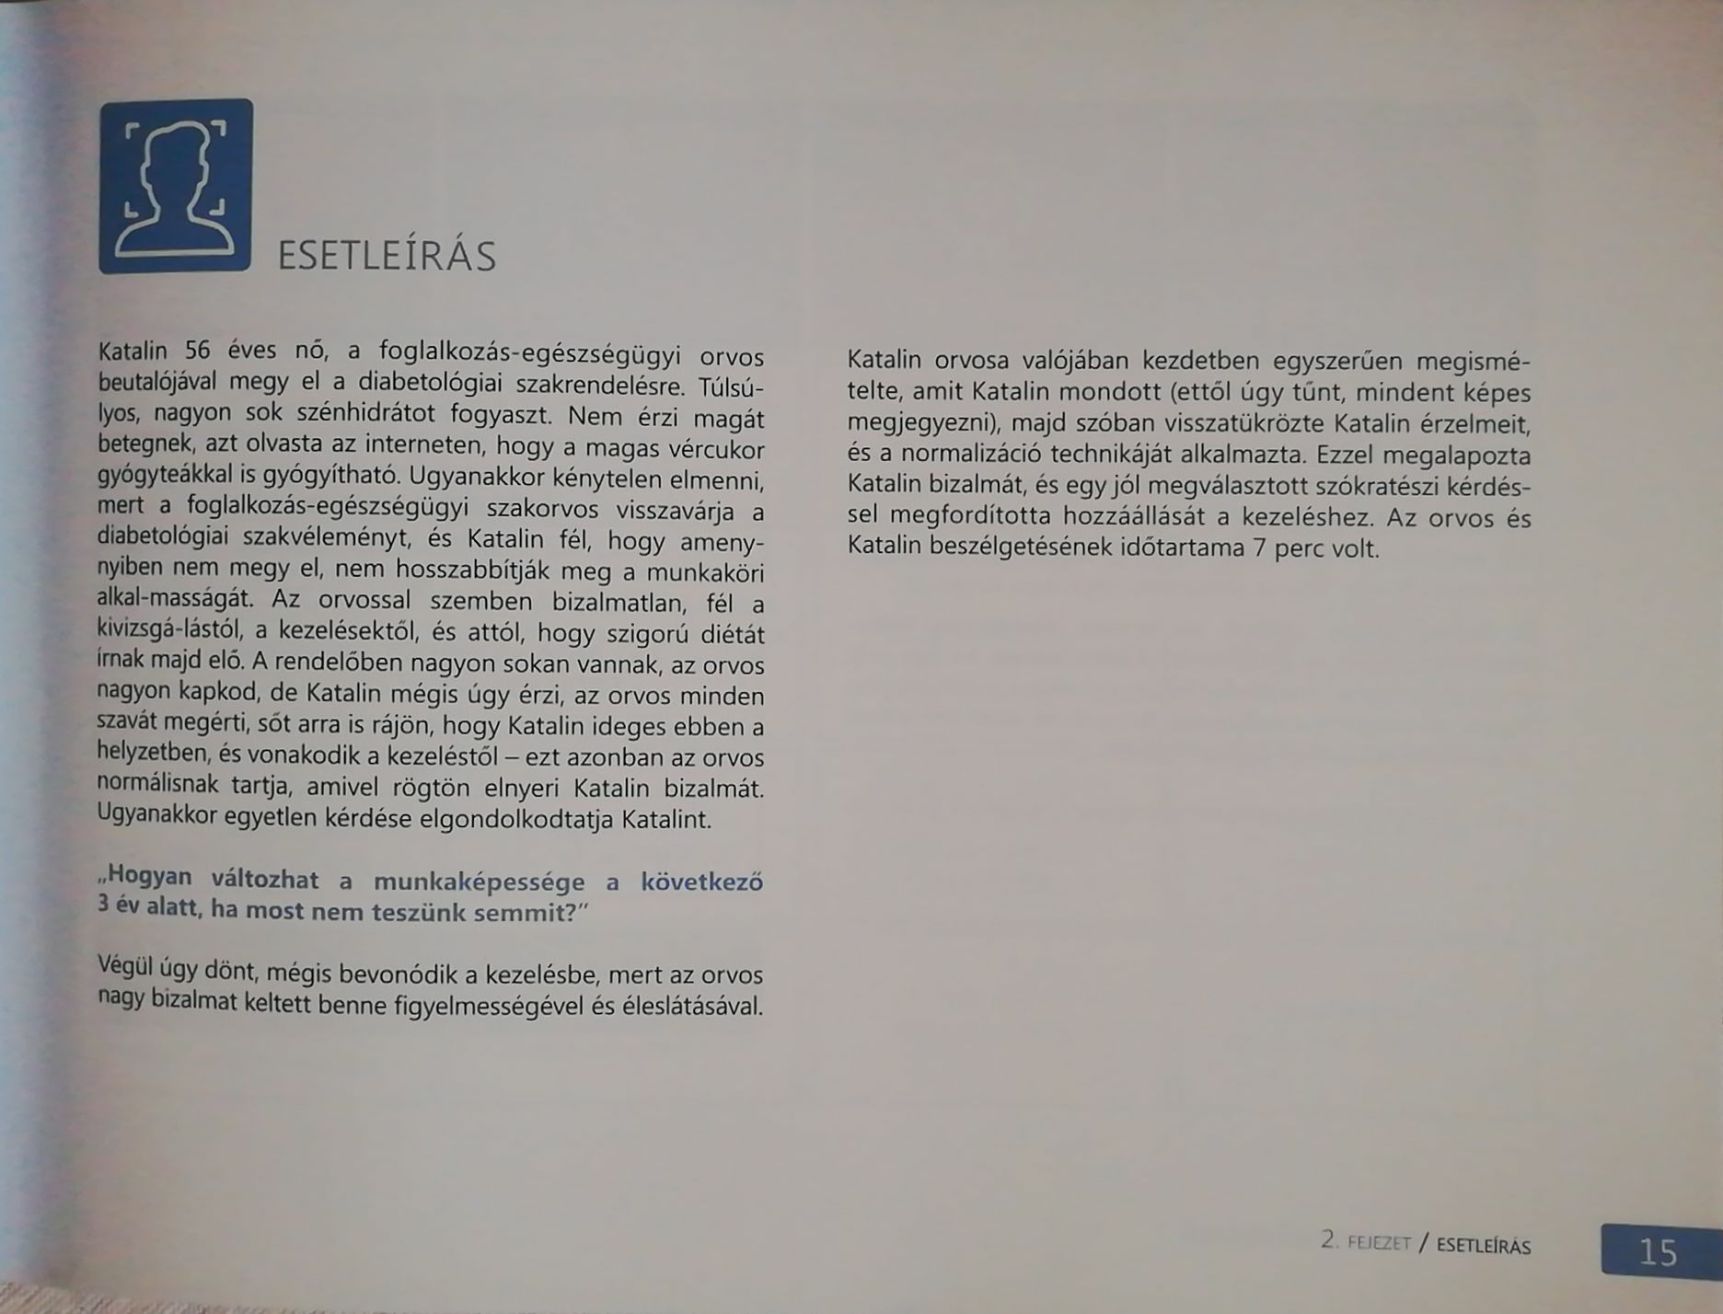 ESETLEÍRÁS
Katalin 56 éves nő, a foglalkozás-egészségügyi orvos
beutalójával megy el a diabetológiai szakrendelésre. Túlsú-
lyos, nagyon sok szénhidrátot fogyaszt. Nem érzi magát
betegnek, azt olvasta az interneten, hogy a magas vércukor
gyógyteákkal is gyógyítható. Ugyanakkor kénytelen elmenni,
mert a foglalkozás-egészségügyi szakorvos visszavárja a
diabetológiai szakvéleményt, és Katalin fél, hogy ameny-
nyiben nem megy el, nem hosszabbítják meg a munkaköri
alkal-masságát. Az orvossal szemben bizalmatlan, fél a
kivizsgá-lástól, a kezelésektől, és attól, hogy szigorú diétát
írnak majd elő. A rendelőben nagyon sokan vannak, az orvos
nagyon kapkod, de Katalin mégis úgy érzi, az orvos minden
szavát megérti, sőt arra is rájön, hogy Katalin ideges ebben a
helyzetben, és vonakodik a kezeléstől – ezt azonban az orvos
normálisnak tartja, amivel rögtön elnyeri Katalin bizalmát.
Ugyanakkor egyetlen kérdése elgondolkodtatja Katalint.
„Hogyan változhat a munkaképessége a következő
3 év alatt, ha most nem teszünk semmit?”
Végül úgy dönt, mégis bevonódik a kezelésbe, mert az orvos
nagy bizalmat keltett benne figyelmességével és éleslátásával.
Katalin orvosa valójában kezdetben egyszerűen megismé-
telte, amit Katalin mondott (ettől úgy tűnt, mindent képes
megjegyezni), majd szóban visszatükrözte Katalin érzelmeit,
és a normalizáció technikáját alkalmazta. Ezzel megalapozta
Katalin bizalmát, és egy jól megválasztott szókratészi kérdés-
sel megfordította hozzáállását a kezeléshez. Az orvos és
Katalin beszélgetésének időtartama 7 perc volt.
2. FEJEZET / ESETLEÍRÁS
15